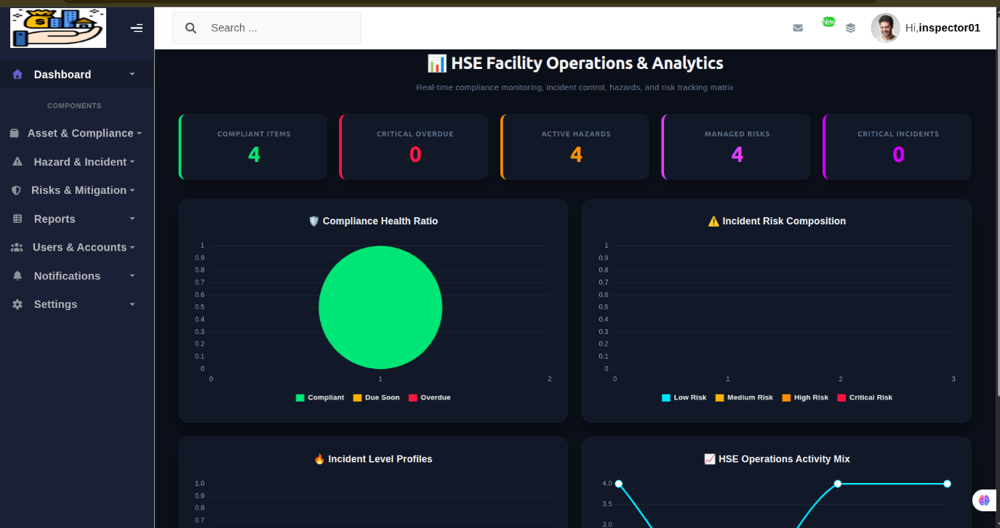 Search ...
New
Hi,inspector01
Dashboard
COMPONENTS
Asset & Compliance
Hazard & Incident
Risks & Mitigation
Reports
Users & Accounts
Notifications
Settings
📊 HSE Facility Operations & Analytics
Real-time compliance monitoring, incident control, hazards, and risk tracking matrix
COMPLIANT ITEMS
4
CRITICAL OVERDUE
0
ACTIVE HAZARDS
4
MANAGED RISKS
4
CRITICAL INCIDENTS
0
🛡️ Compliance Health Ratio
1
0.9
0.8
0.7
0.6
0.5
0.4
0.3
0.2
0.1
0
0 1 2
Compliant Due Soon Overdue
⚠️ Incident Risk Composition
1
0.9
0.8
0.7
0.6
0.5
0.4
0.3
0.2
0.1
0
0 1 2 3
Low Risk Medium Risk High Risk Critical Risk
🔥 Incident Level Profiles
1.0
0.9
0.8
0.7
📈 HSE Operations Activity Mix
4.0
3.5
3.0